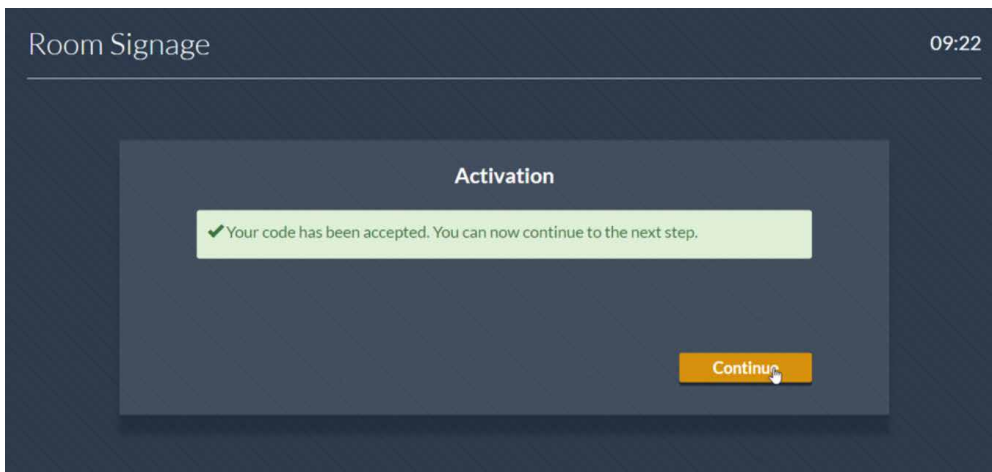 Room Signage
09:22
Activation
✔Your code has been accepted. You can now continue to the next step.
Continue